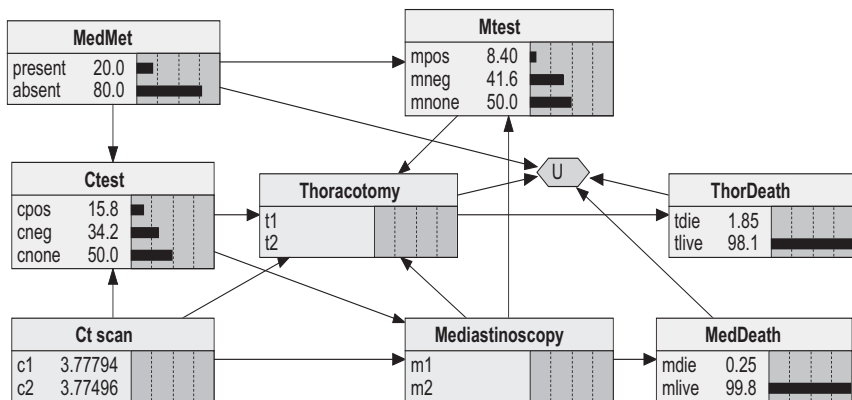 MedMet
present 20.0
absent 80.0
Mtest
mpos 8.40
mneg 41.6
mnone 50.0
Ctest
cpos 15.8
cneg 34.2
cnone 50.0
Thoracotomy
t1
t2
U
ThorDeath
tdie 1.85
tlive 98.1
Ct scan
c1 3.77794
c2 3.77496
Mediastinoscopy
m1
m2
MedDeath
mdie 0.25
mlive 99.8